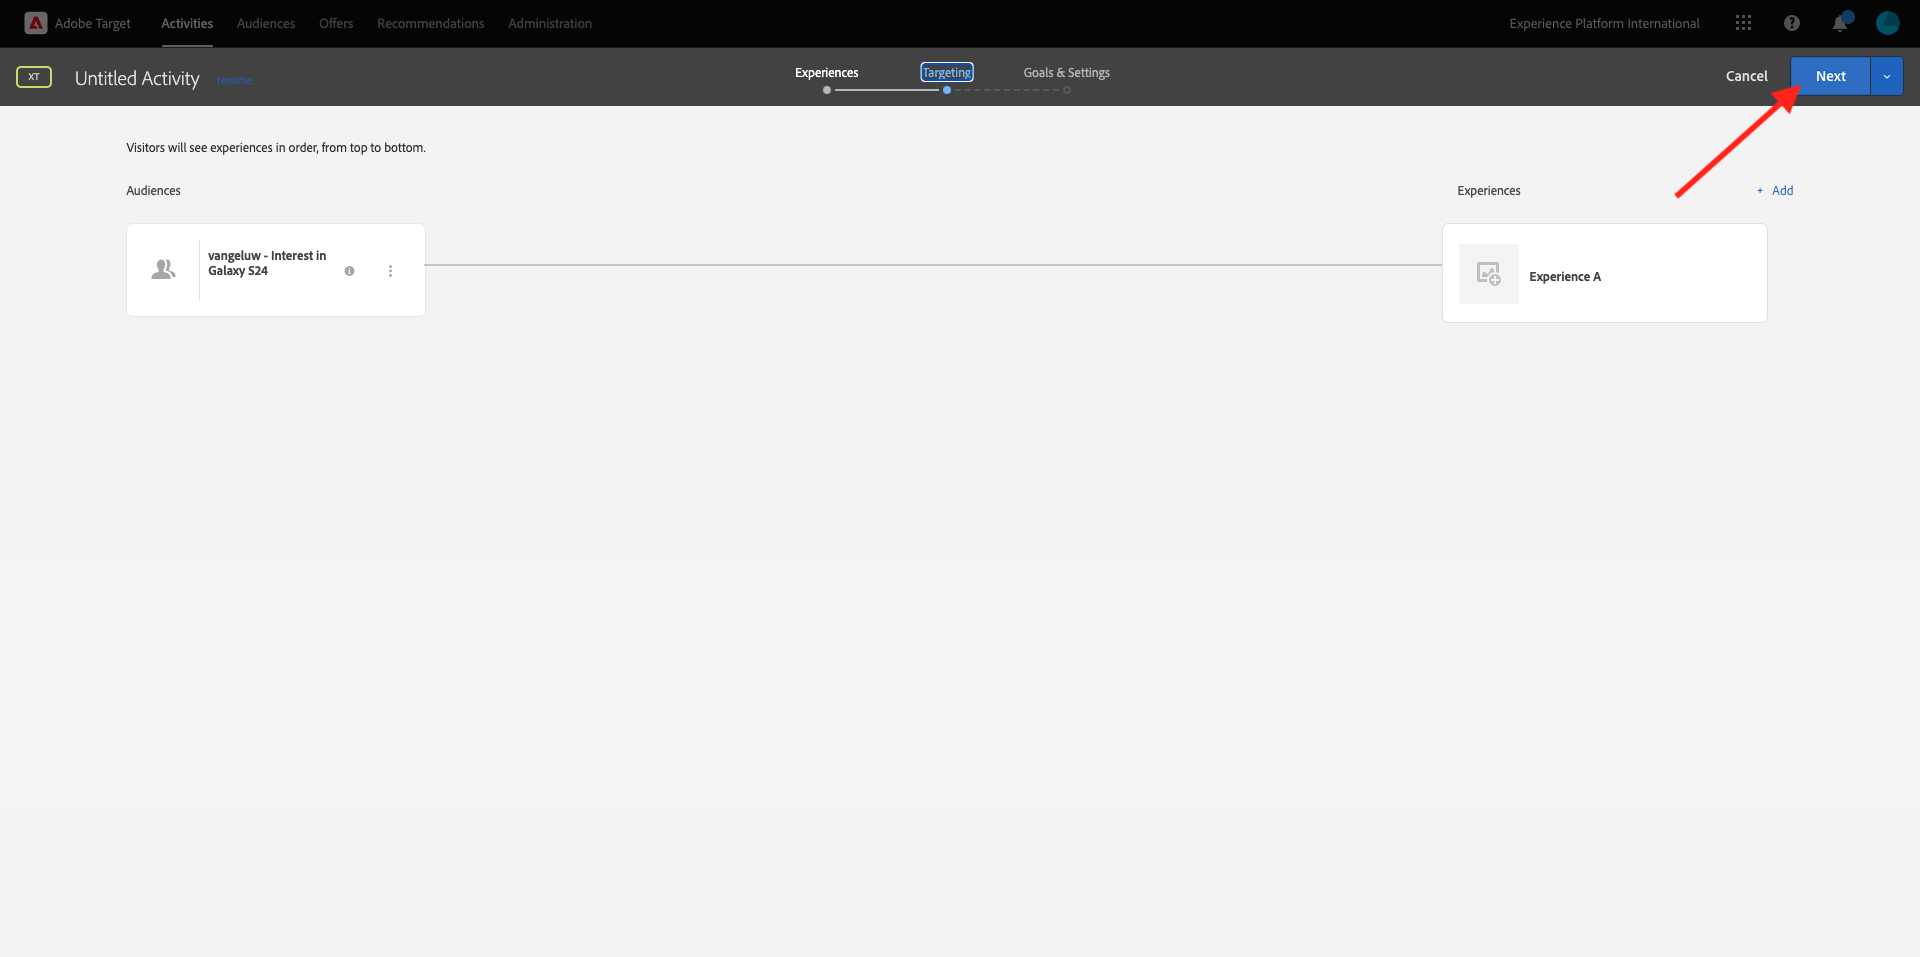 Adobe Target
Activities
Audiences
Offers
Recommendations
Administration
Experience Platform International
XT
Untitled Activity
rename
Experiences
Targeting
Goals & Settings
Cancel
Next
Visitors will see experiences in order, from top to bottom.
Audiences
Experiences
+ Add
vangeluw - Interest in
Galaxy S24
Experience A